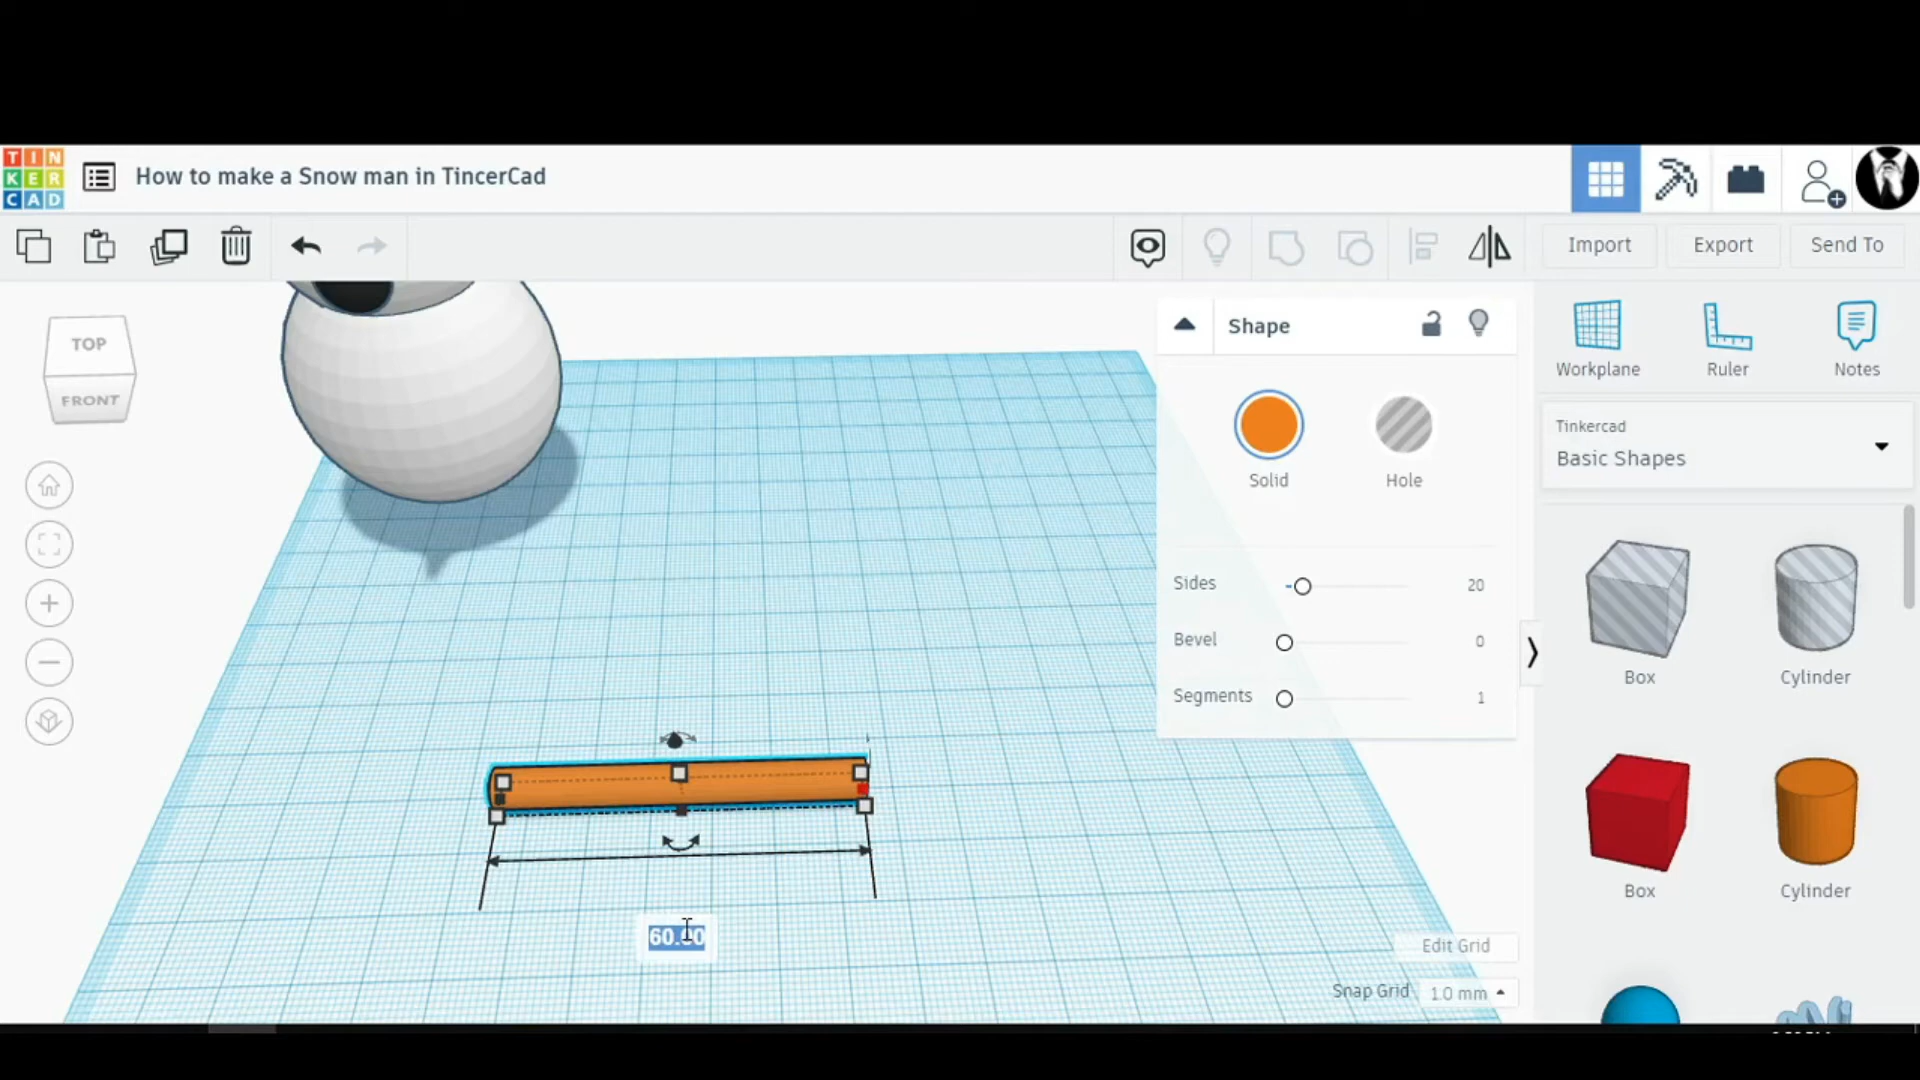 TIN
KER
CAD
How to make a Snow man in TincerCad
Import
Export
Send To
TOP
FRONT
Shape
Solid
Hole
Sides
20
Bevel
0
Segments
1
Workplane
Ruler
Notes
Tinkercad
Basic Shapes
Box
Cylinder
Box
Cylinder
60.00
Edit Grid
Snap Grid
1.0 mm